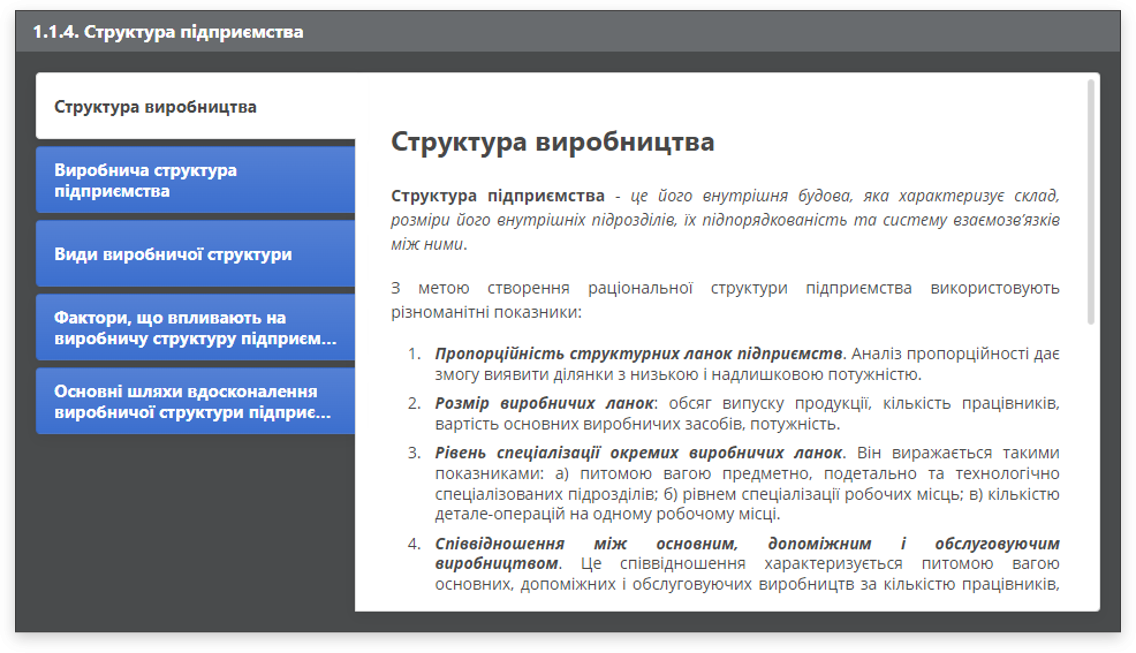 1.1.4. Структура підприємства
Структура виробництва
Виробнича структура
підприємства
Види виробничої структури
Фактори, що впливають на
виробничу структуру підприєм...
Основні шляхи вдосконалення
виробничої структури підприє...
Структура виробництва
Структура підприємства - це його внутрішня будова, яка характеризує склад,
розміри його внутрішніх підрозділів, їх підпорядкованість та систему взаємозв’язків
між ними.
З метою створення раціональної структури підприємства використовують
різноманітні показники:
1. Пропорційність структурних ланок підприємств. Аналіз пропорційності дає
змогу виявити ділянки з низькою і надлишковою потужністю.
2. Розмір виробничих ланок: обсяг випуску продукції, кількість працівників,
вартість основних виробничих засобів, потужність.
3. Рівень спеціалізації окремих виробничих ланок. Він виражається такими
показниками: а) питомою вагою предметно, подетально та технологічно
спеціалізованих підрозділів; б) рівнем спеціалізації робочих місць; в) кількістю
детале-операцій на одному робочому місці.
4. Співвідношення між основним, допоміжним і обслуговуючим
виробництвом. Це співвідношення характеризується питомою вагою
основних, допоміжних і обслуговуючих виробництв за кількістю працівників,